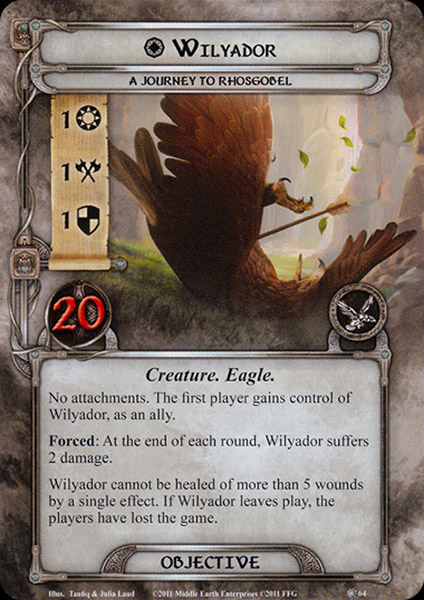 Wilyador
A Journey to Rhosgobel
1
1
1
20
Creature. Eagle.
No attachments. The first player gains control of
Wilyador, as an ally.
Forced: At the end of each round, Wilyador suffers
2 damage.
Wilyador cannot be healed of more than 5 wounds
by a single effect. If Wilyador leaves play, the
players have lost the game.
Objective
Illus. Taufiq & Julia Laud ©2011 Middle Earth Enterprises ©2011 FFG 64